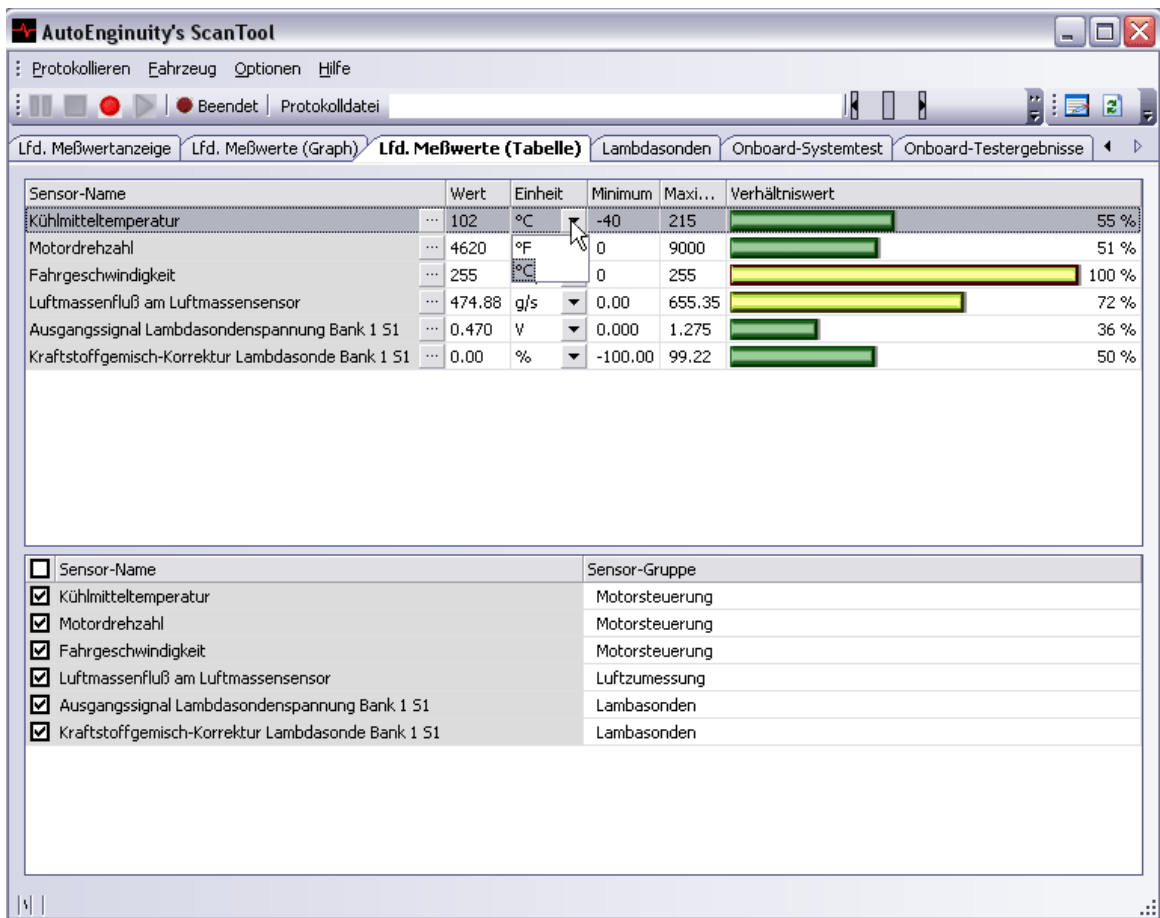 AutoEnginuity's ScanTool
Protokollieren Fahrzeug Optionen Hilfe
Beendet Protokolldatei
Lfd. Meßwertanzeige Lfd. Meßwerte (Graph) Lfd. Meßwerte (Tabelle) Lambdasonden Onboard-Systemtest Onboard-Testergebnisse
Sensor-Name Wert Einheit Minimum Maxi... Verhältniswert
Kühlmitteltemperatur ... 102 °C -40 215 55 %
Motordrehzahl ... 4620 °F 0 9000 51 %
Fahrgeschwindigkeit ... 255 °C 0 255 100 %
Luftmassenfluß am Luftmassensensor ... 474.88 g/s 0.00 655.35 72 %
Ausgangssignal Lambdasondenspannung Bank 1 S1 ... 0.470 V 0.000 1.275 36 %
Kraftstoffgemisch-Korrektur Lambdasonde Bank 1 S1 ... 0.00 % -100.00 99.22 50 %
Sensor-Name Sensor-Gruppe
Kühlmitteltemperatur Motorsteuerung
Motordrehzahl Motorsteuerung
Fahrgeschwindigkeit Motorsteuerung
Luftmassenfluß am Luftmassensensor Luftzumessung
Ausgangssignal Lambdasondenspannung Bank 1 S1 Lambasonden
Kraftstoffgemisch-Korrektur Lambdasonde Bank 1 S1 Lambasonden